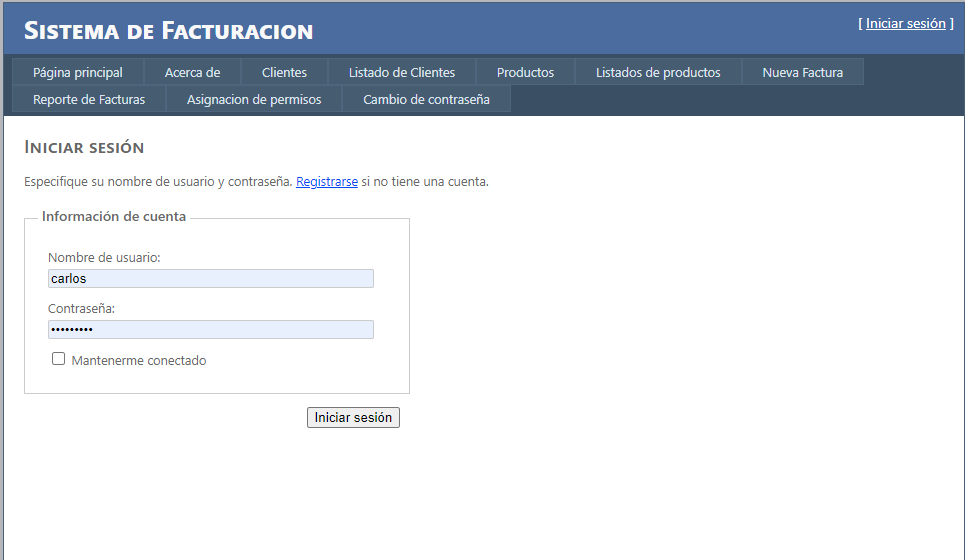 Sistema de Facturacion
[ Iniciar sesión ]
Página principal Acerca de Clientes Listado de Clientes Productos Listados de productos Nueva Factura
Reporte de Facturas Asignacion de permisos Cambio de contraseña
Iniciar sesión
Especifique su nombre de usuario y contraseña. Registrarse si no tiene una cuenta.
Información de cuenta
Nombre de usuario:
carlos
Contraseña:
•••••••••
Mantenerme conectado
Iniciar sesión